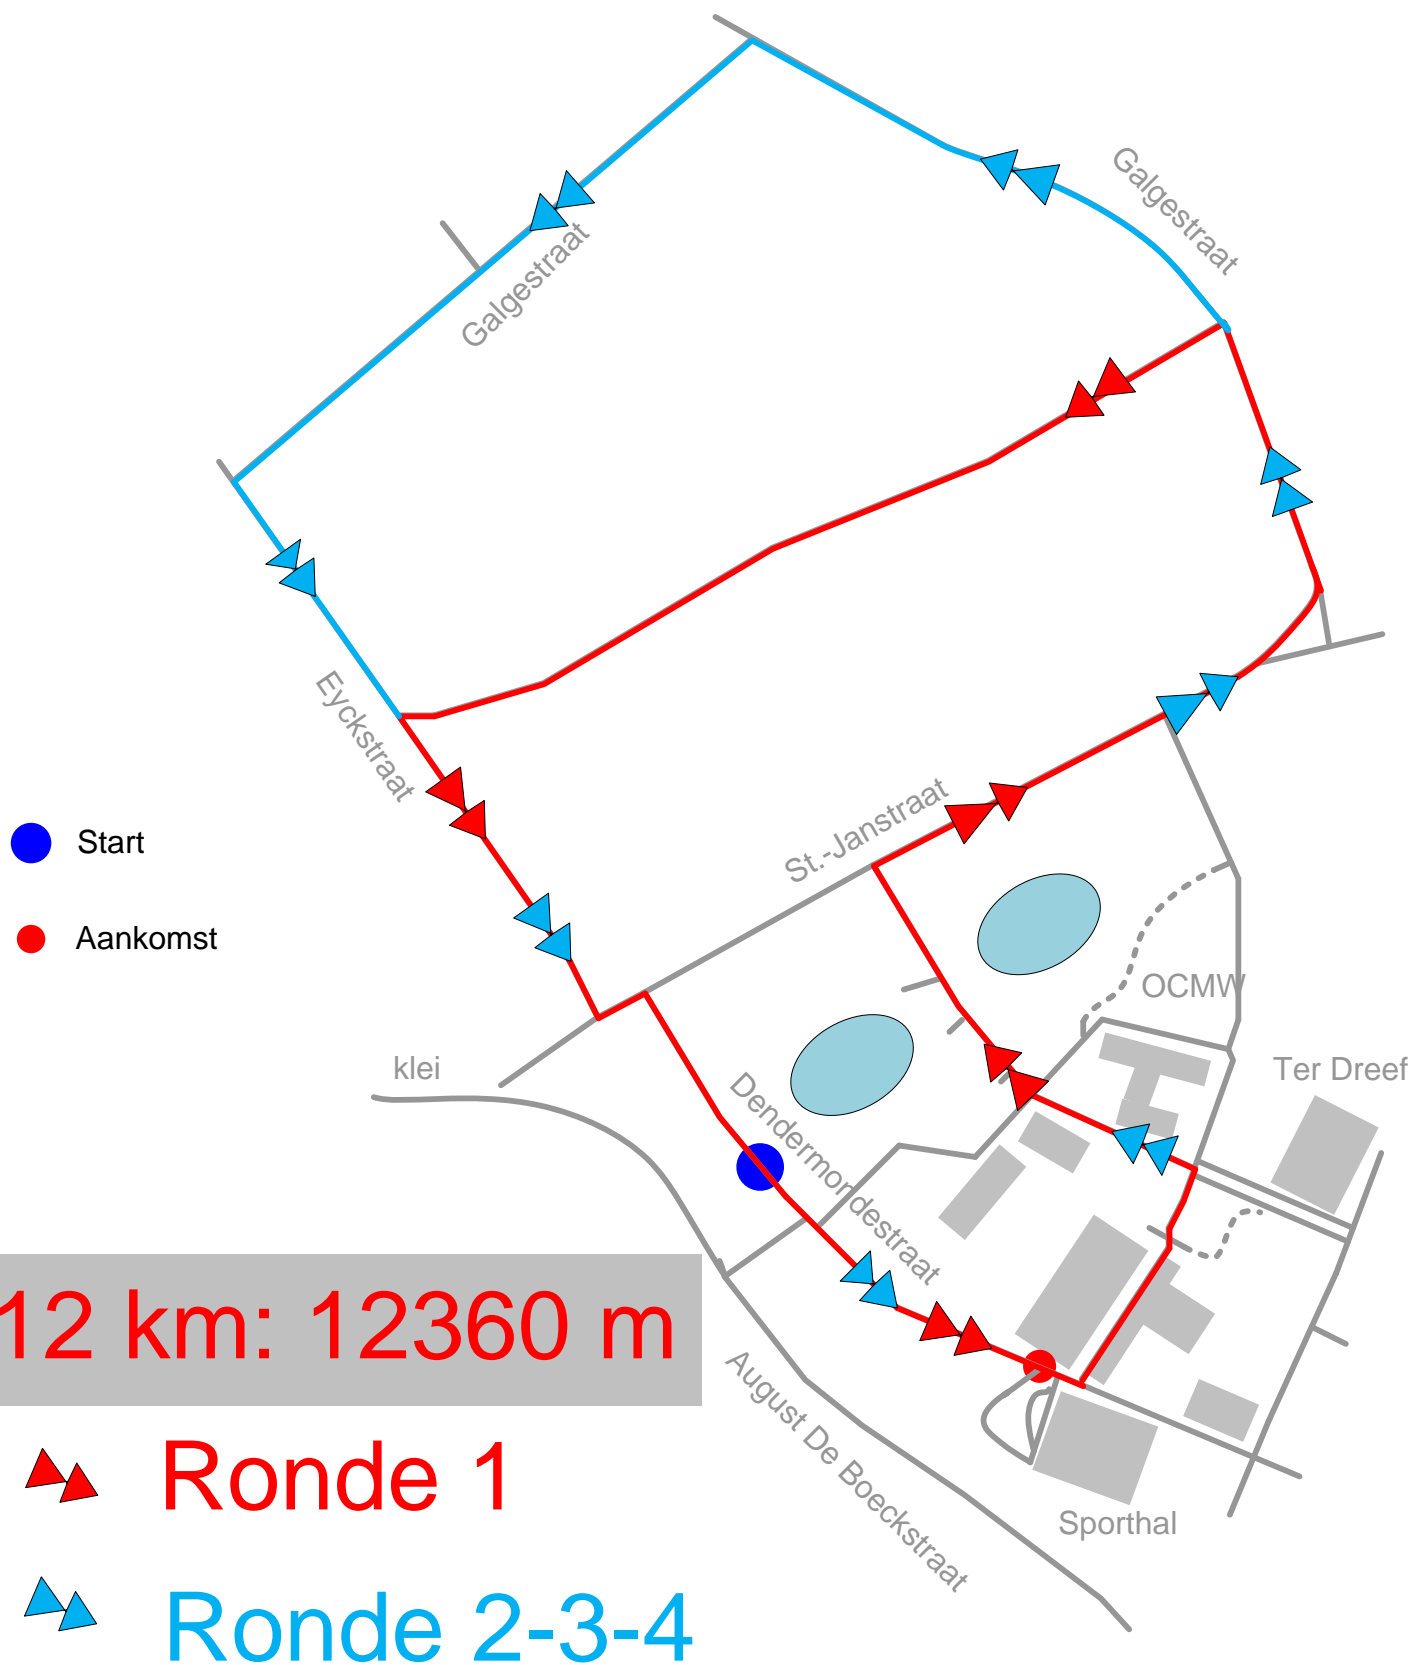 Galgestraat
Galgestraat
Eyckstraat
St.-Janstraat
Start
Aankomst
OCMW
klei
Ter Dreef
Dendermondestraat
12 km: 12360 m
August De Boeckstraat
Ronde 1
Sporthal
Ronde 2-3-4